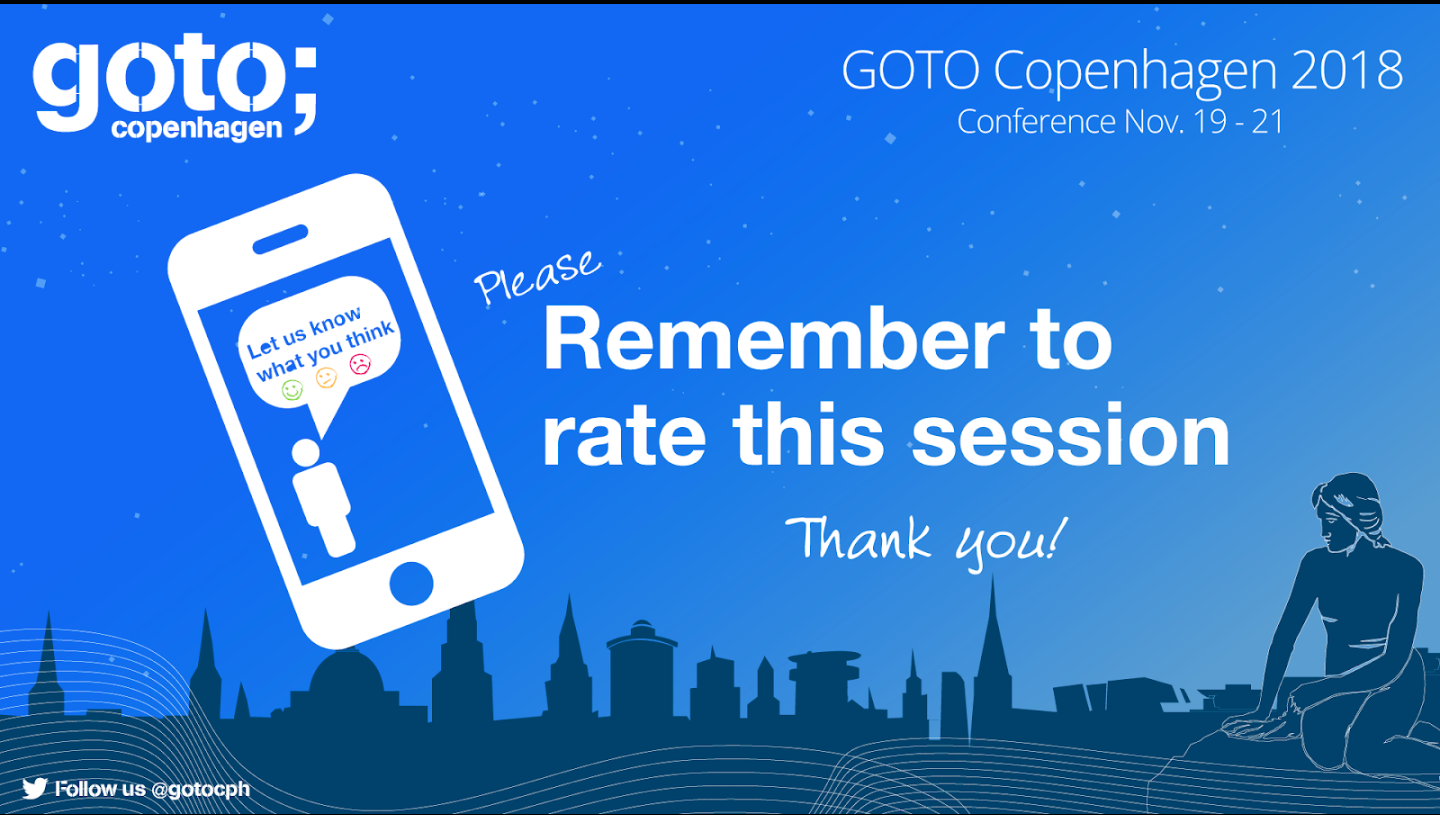 goto;
copenhagen
GOTO Copenhagen 2018
Conference Nov. 19 - 21
Let us know
what you think
Please
Remember to
rate this session
Thank you!
Follow us @gotocph